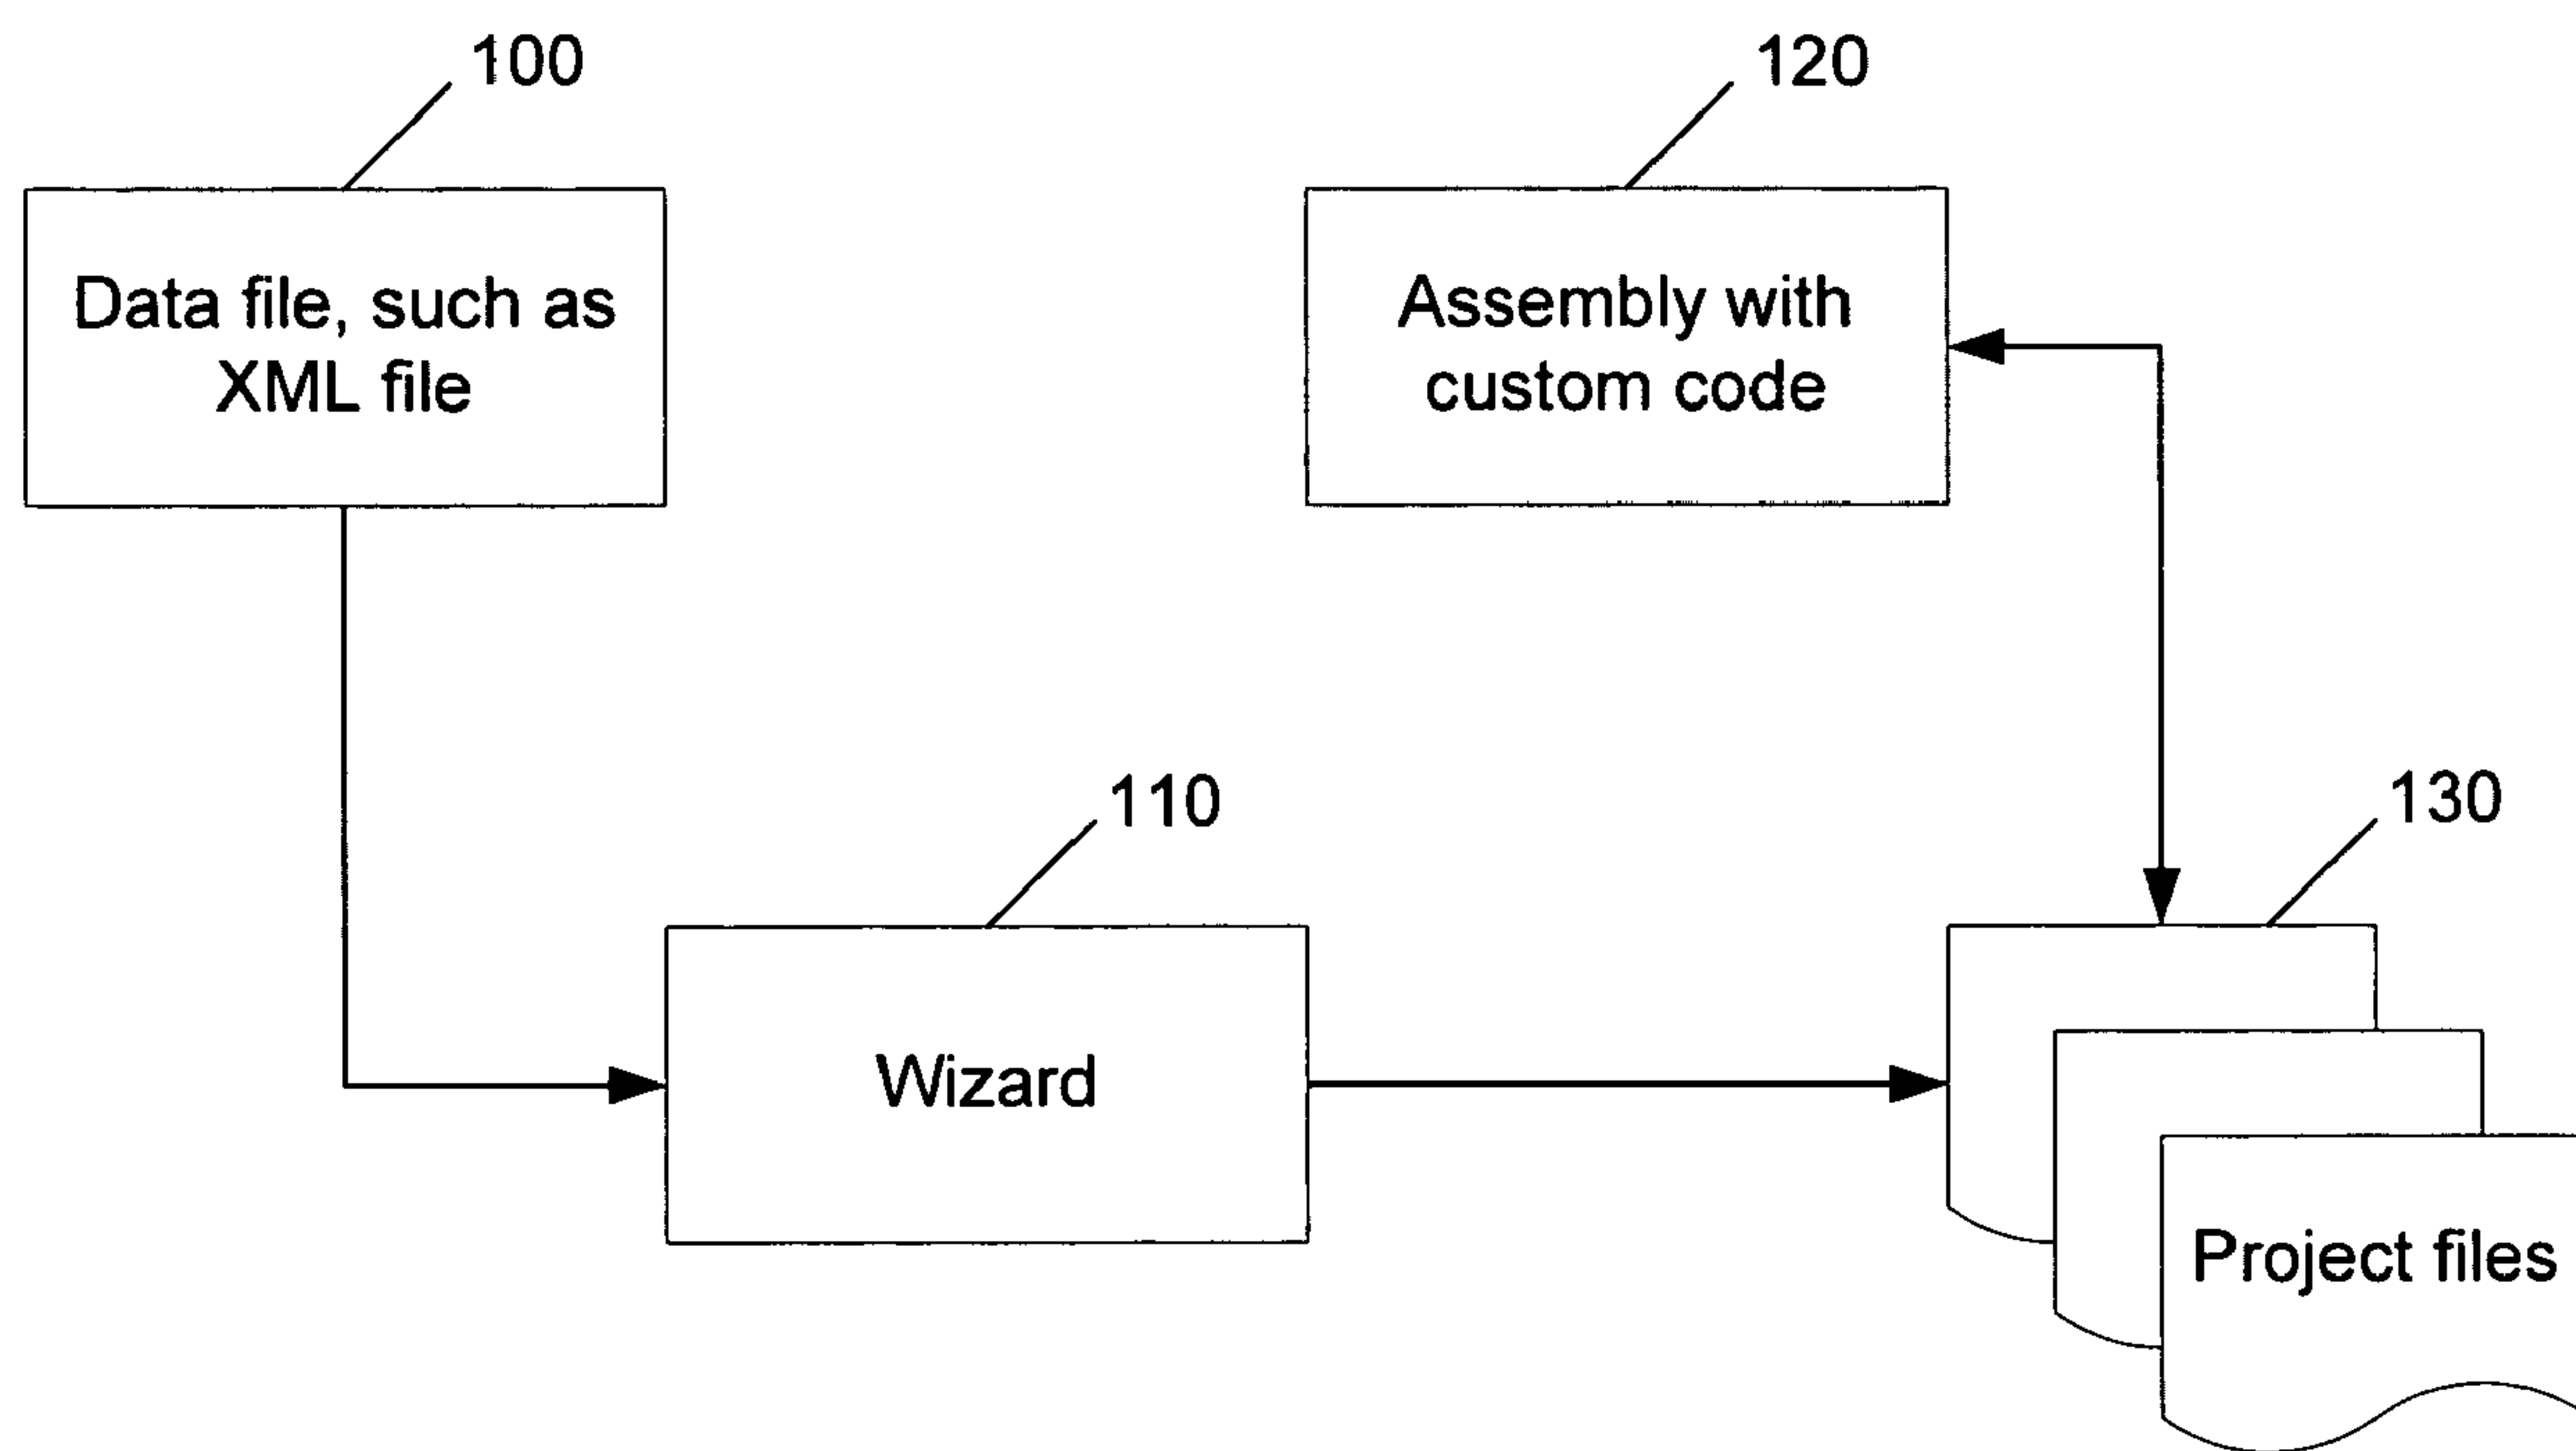 100
120
Data file, such as
XML file
Assembly with
custom code
110
130
Wizard
Project files